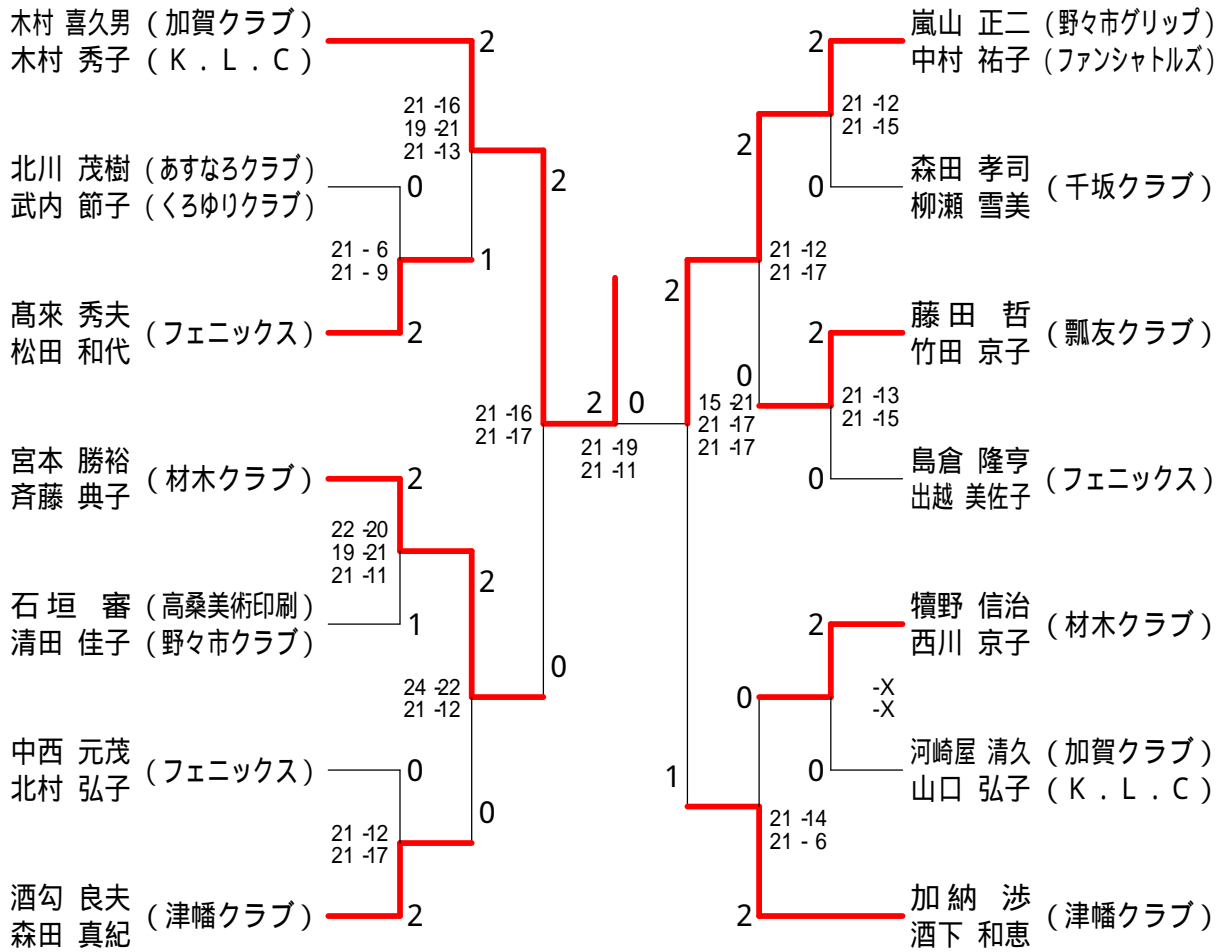 木村 喜久男 (加賀クラブ)
木村 秀子 (K.L.C)
2
21 -16
19 -21
21 -13
北川 茂樹 (あすなろクラブ)
武内 節子 (くろゆりクラブ)
0
21 - 6
21 - 9
1
髙來 秀夫
松田 和代
(フェニックス)
2
2
21 -16
21 -17
宮本 勝裕
斉藤 典子
(材木クラブ)
2
22 -20
19 -21
21 -11
2
石垣 審 (高桑美術印刷)
清田 佳子 (野々市クラブ)
1
24 -22
21 -12
0
中西 元茂
北村 弘子
(フェニックス)
0
21 -12
21 -17
0
酒勾 良夫
森田 真紀
(津幡クラブ)
2
2 0
21 -19
21 -11
嵐山 正二 (野々市グリップ)
中村 祐子 (ファンシャトルズ)
2
21 -12
21 -15
2
森田 孝司
柳瀬 雪美
(千坂クラブ)
0
21 -12
21 -17
2
藤田 哲
竹田 京子
(瓢友クラブ)
2
0
21 -13
21 -15
15 -21
21 -17
21 -17
島倉 隆亨
出越 美佐子
(フェニックス)
0
犢野 信治
西川 京子
(材木クラブ)
2
0
-X
-X
河崎屋 清久 (加賀クラブ)
山口 弘子 (K.L.C)
0
1
21 -14
21 - 6
加納 渉
酒下 和恵
(津幡クラブ)
2